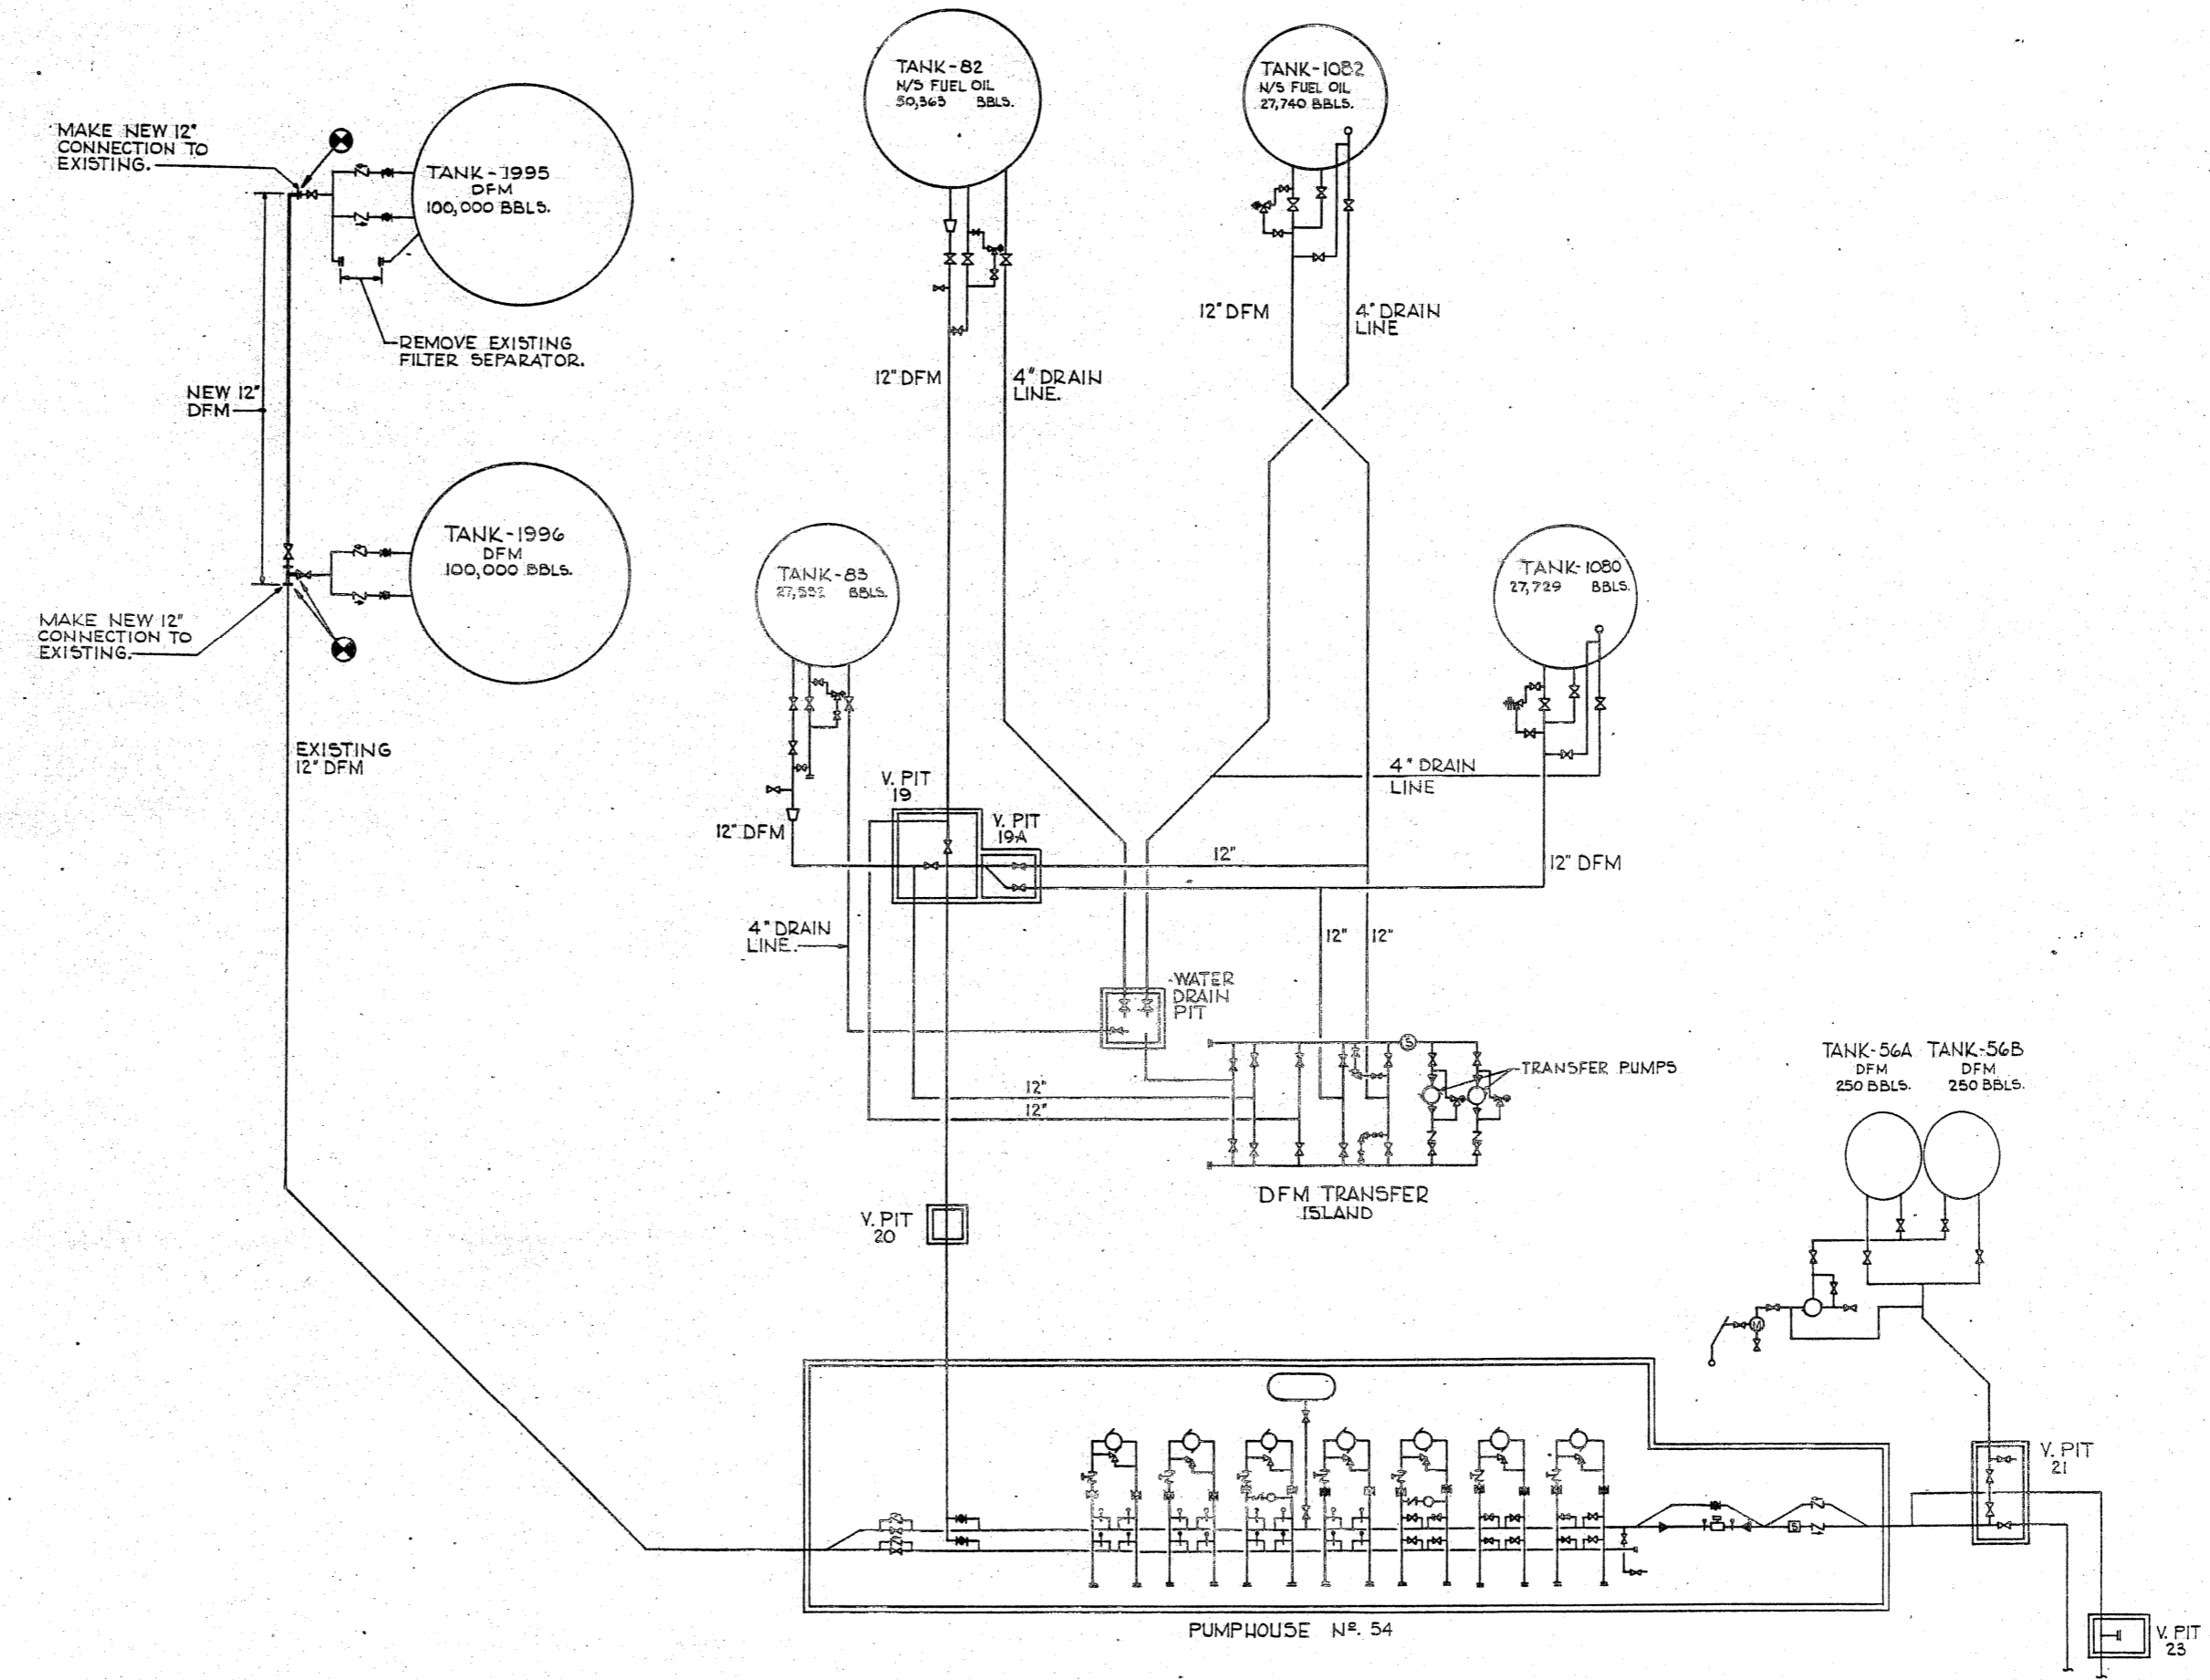 TANK-82
N/S FUEL OIL
50,363 BBLS.
TANK-1082
N/S FUEL OIL
27,740 BBLS.
MAKE NEW 12"
CONNECTION TO
EXISTING.
TANK-1995
DFM
100,000 BBLS.
REMOVE EXISTING
FILTER SEPARATOR.
NEW 12"
DFM
12" DFM
4" DRAIN
LINE.
12" DFM
4" DRAIN
LINE
TANK-1996
DFM
100,000 BBLS.
MAKE NEW 12"
CONNECTION TO
EXISTING.
TANK-83
BBLS.
TANK-1080
27,729 BBLS.
EXISTING
12" DFM
V. PIT
19
V. PIT
19-A
12" DFM
12"
4" DRAIN
LINE
12" DFM
4" DRAIN
LINE.
12"
12"
WATER
DRAIN
PIT
12"
12"
S
TRANSFER PUMPS
DFM TRANSFER
ISLAND
V. PIT
20
TANK-56A
DFM
250 BBLS.
TANK-56B
DFM
250 BBLS.
M
S
V. PIT
21
PUMPHOUSE Nº. 54
V. PIT
23